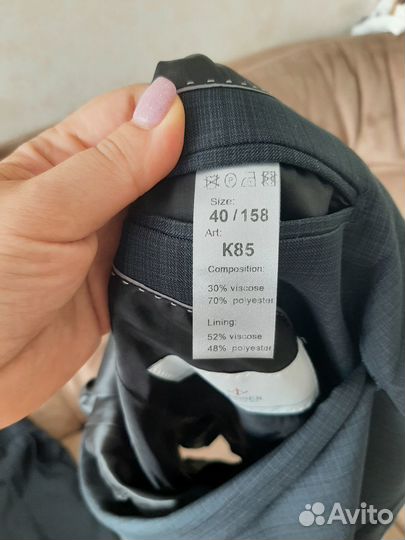 Size:
40 / 158
Art:
K85
Composition:
30% viscose
70% polyester
Lining:
52% viscose
48% polyester
Avito